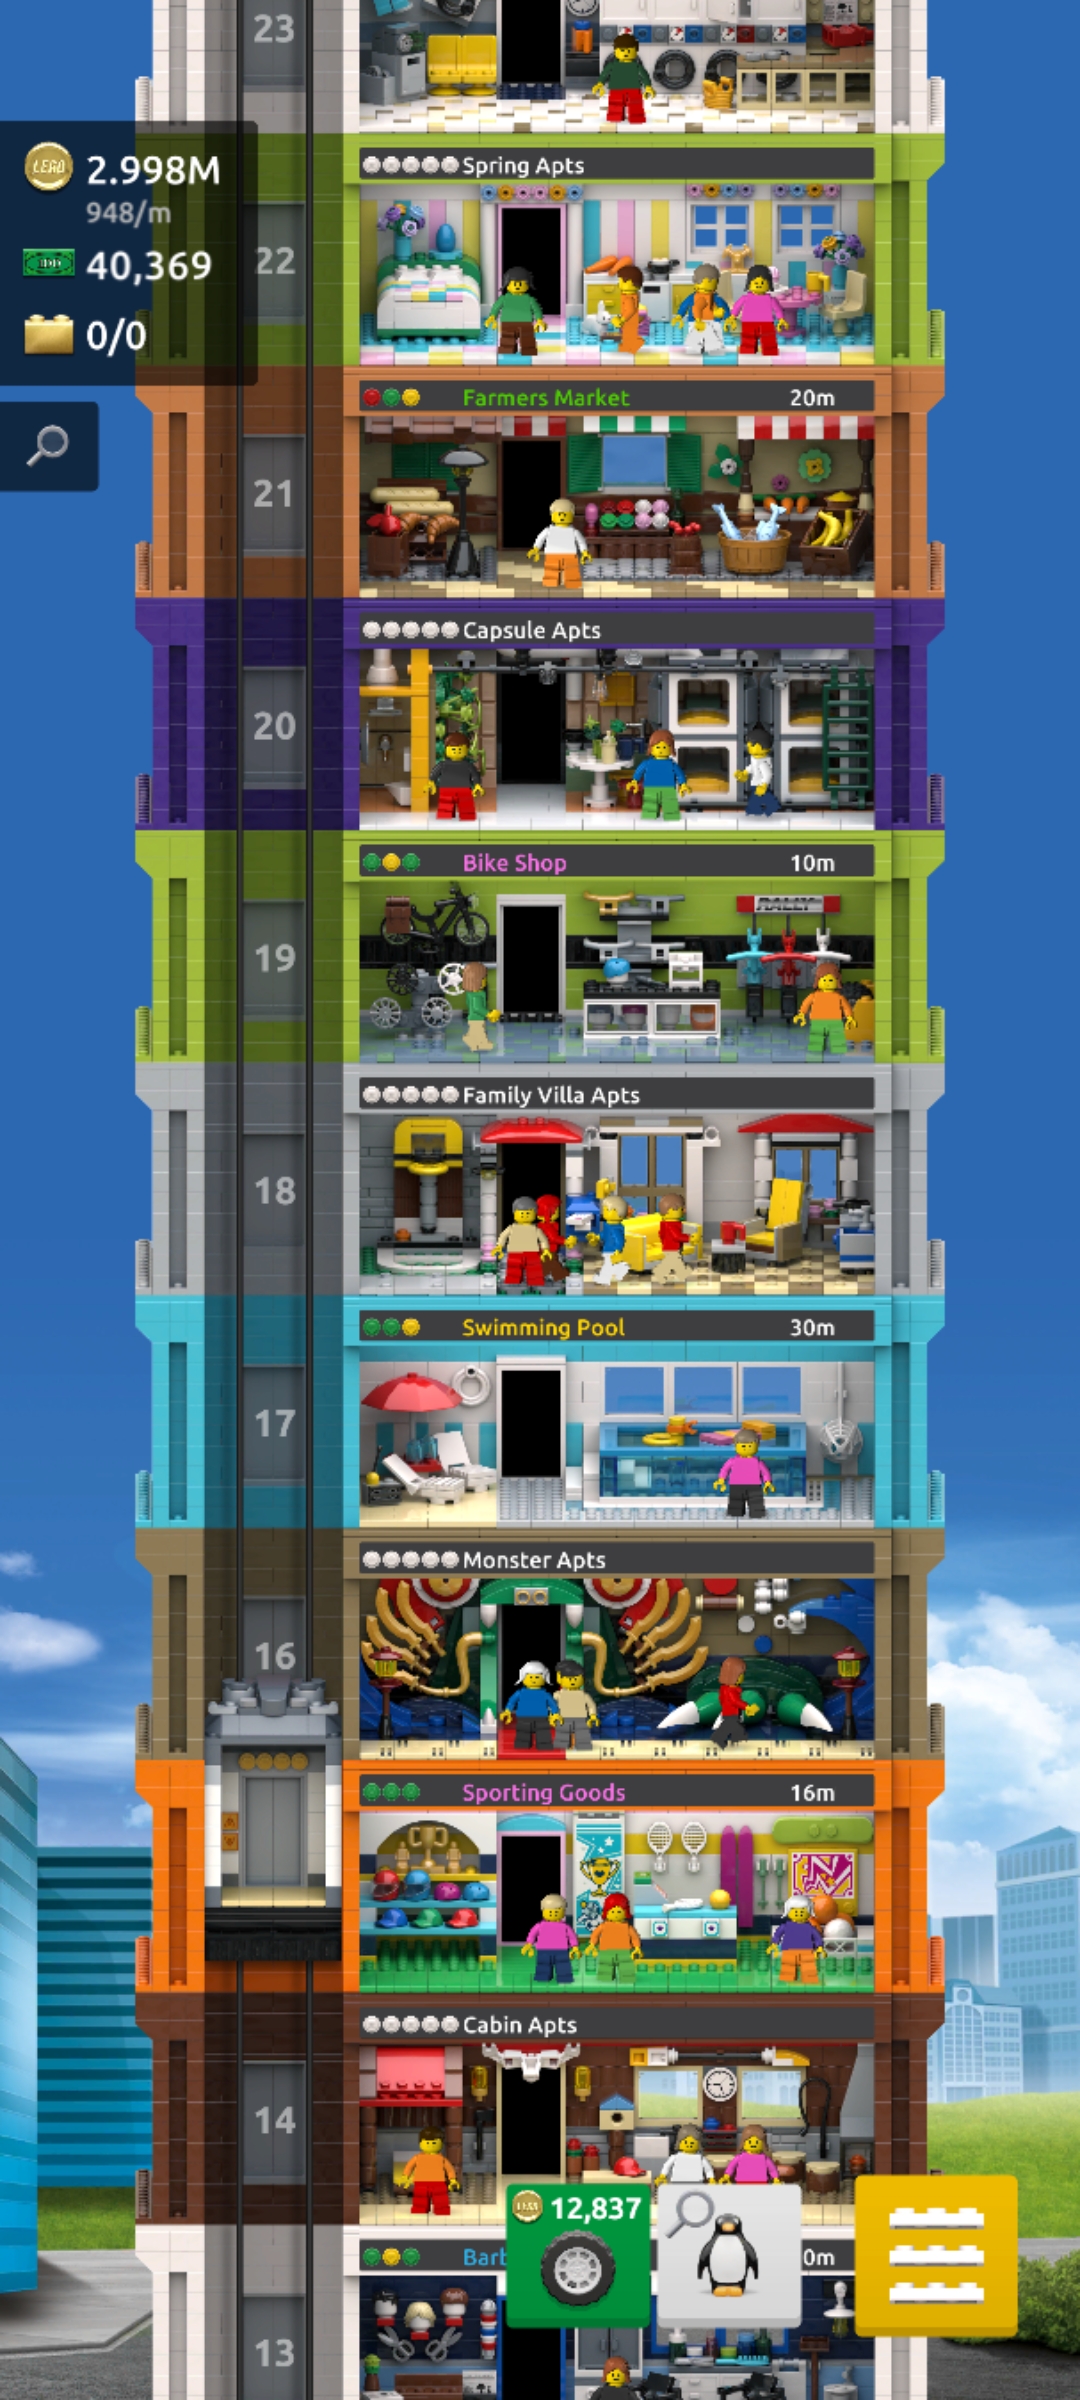 23
LEGO 2.998M
948/m
40,369
0/0
Spring Apts
22
Farmers Market 20m
21
Capsule Apts
20
Bike Shop 10m
RALLY
19
Family Villa Apts
18
Swimming Pool 30m
17
Monster Apts
16
Sporting Goods 16m
Cabin Apts
14
12,837
Barb
0m
13